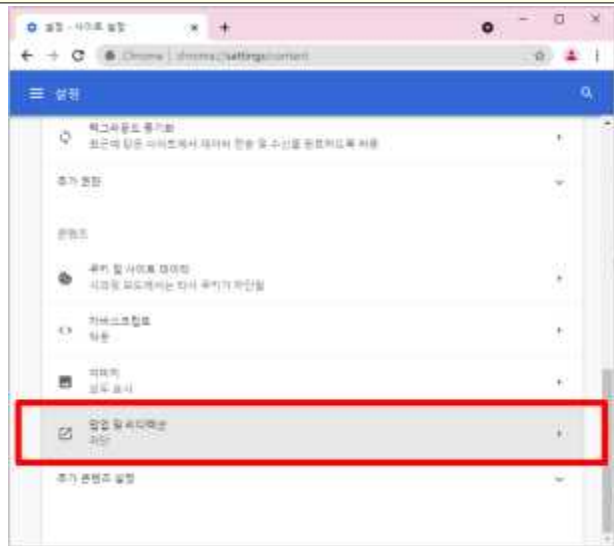 설정 - 사이트 설정
Chrome | chrome://settings/content
설정
백그라운드 동기화
최근에 닫은 사이트에서 데이터 전송 및 수신을 완료하도록 허용
추가 권한
콘텐츠
쿠키 및 사이트 데이터
시크릿 모드에서는 타사 쿠키가 차단됨
자바스크립트
허용
이미지
모두 표시
팝업 및 리디렉션
차단
추가 콘텐츠 설정